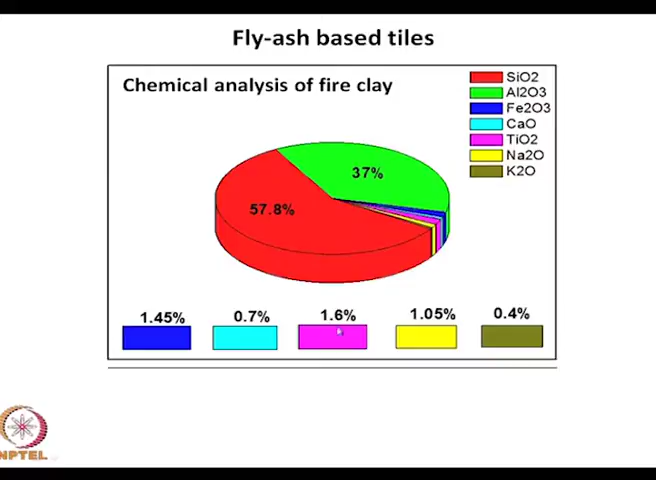 Fly-ash based tiles
Chemical analysis of fire clay
SiO2
Al2O3
Fe2O3
CaO
TiO2
Na2O
K2O
37%
57.8%
1.45% 0.7% 1.6% 1.05% 0.4%
NPTEL